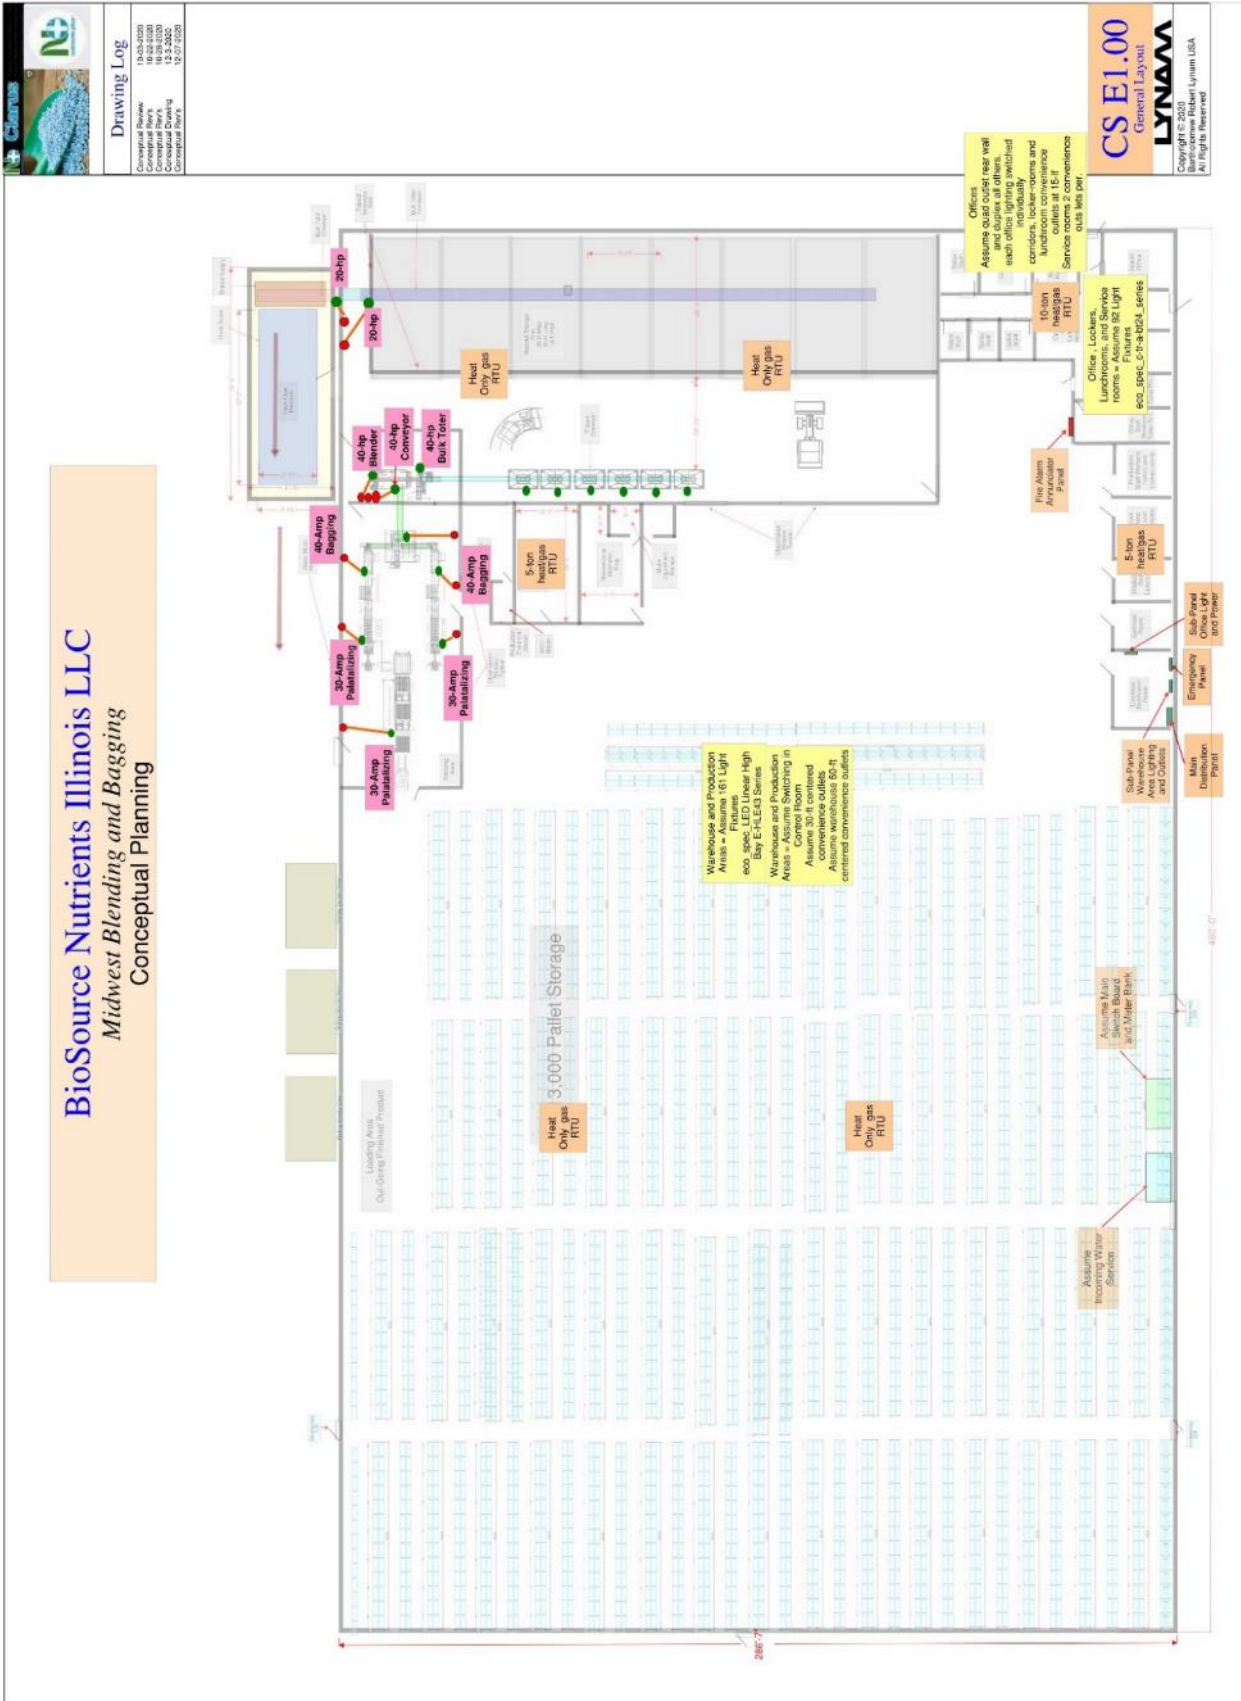 BioSource Nutrients Illinois LLC
Midwest Blending and Bagging
Conceptual Planning
Clarus
Drawing Log
Conceptual Review 10-03-2020
Conceptual Rev's 10-22-2020
Conceptual Rev's 10-28-2020
Conceptual Drawing 12-3-2020
Conceptual Rev's 12-07-2020
CS E1.00
General Layout
LYNAM
Copyright © 2020
Bartholomew Robert Lynam USA
All Rights Reserved
20-hp
20-hp
40-hp
Blender
40-hp
Conveyor
40-hp
Bulk Toter
40-Amp
Bagging
40-Amp
Bagging
30-Amp
Palatalizing
30-Amp
Palatalizing
30-Amp
Palatalizing
Heat
Only gas
RTU
Heat
Only gas
RTU
5-ton
heat/gas
RTU
10-ton
heat/gas
RTU
5-ton
heat/gas
RTU
Heat
Only gas
RTU
Heat
Only gas
RTU
Offices
Assume quad outlet rear wall
and duplex all others.
each office lighting switched
individually
corridors, locker-rooms and
lunchroom convenience
outlets at 15-lf
Service rooms 2 convenience
outs lets per.
Office , Lockers,
Lunchrooms, and Service
rooms = Assume 92 Light
Fixtures
eco_spec_c-tr-a-bt24_series
Fire Alarm
Annunciator
Panel
Sub-Panel
Office Light
and Power
Emergency
Panel
Sub-Panel
Warehouse
Area Lighting
and Outlets
Main
Distribution
Panel
Warehouse and Production
Areas = Assume 161 Light
Fixtures
eco_spec_LED Linear High
Bay E-HLE43 Series
Warehouse and Production
Areas = Assume Switching in
Control Room
Assume 30-ft centered
convenience outlets
Assume warehouse 60-ft
centered convenience outlets
Loading Area
Out-Going Finished Product
3,000 Pallet Storage
Assume Main
Switch Board
and Meter Bank
Assume
Incoming Water
Service
286'-7"
480'-0"